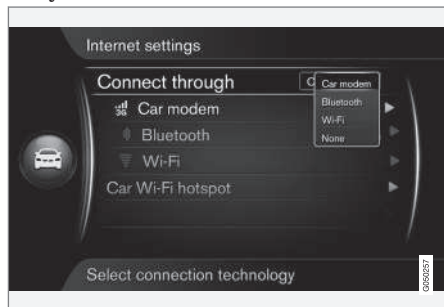 Internet settings
Connect through
Car modem
Bluetooth
Wi-Fi
None
3G Car modem
Bluetooth
Wi-Fi
Car Wi-Fi hotspot
Select connection technology
G050257